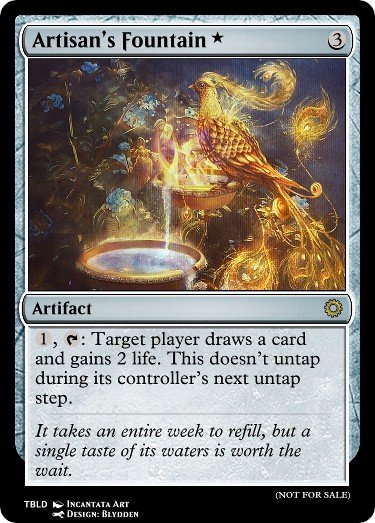 Artisan's Fountain ★ 3
Artifact
1, T: Target player draws a card
and gains 2 life. This doesn't untap
during its controller's next untap
step.
It takes an entire week to refill, but a
single taste of its waters is worth the
wait.
(NOT FOR SALE)
TBLD Incantata Art
Design: Blydden